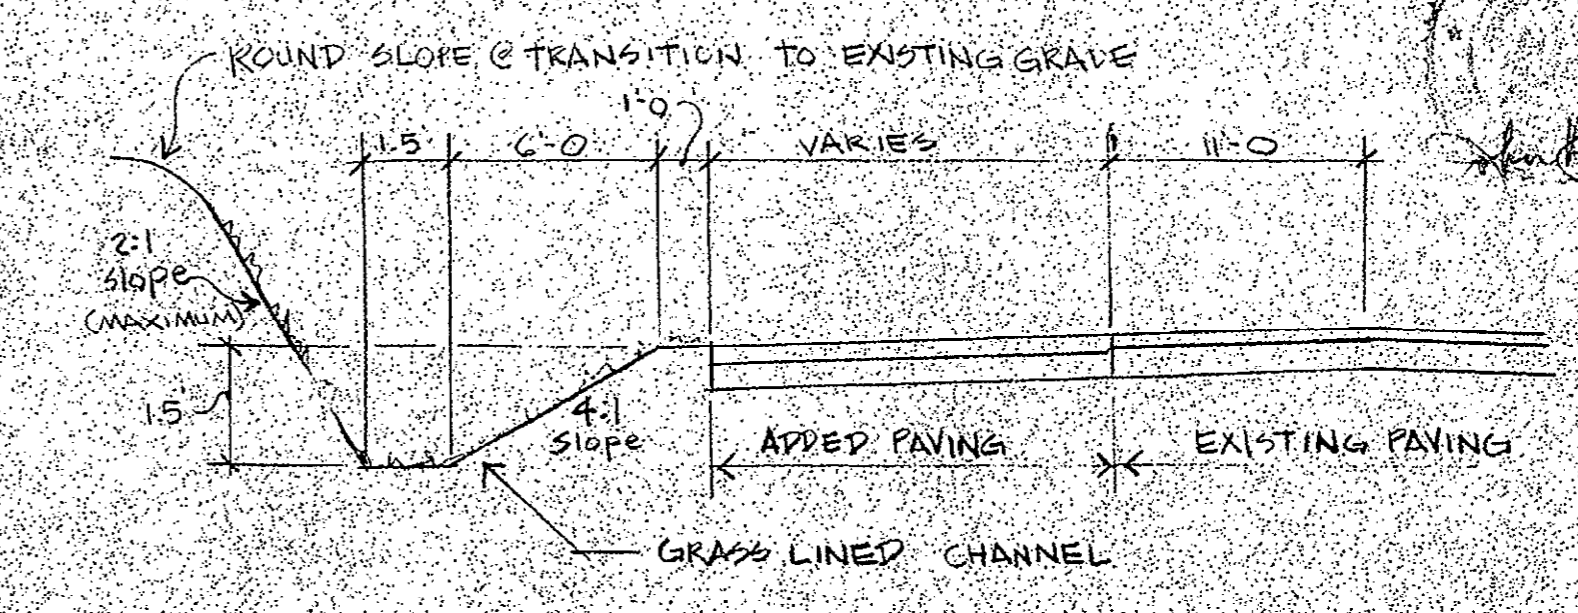 ROUND SLOPE @ TRANSITION TO EXISTING GRADE
1'-0
1.5 6'-0 VARIES 11'-0
2:1
slope
(MAXIMUM)
1.5
4:1
slope
ADDED PAVING EXISTING PAVING
GRASS LINED CHANNEL